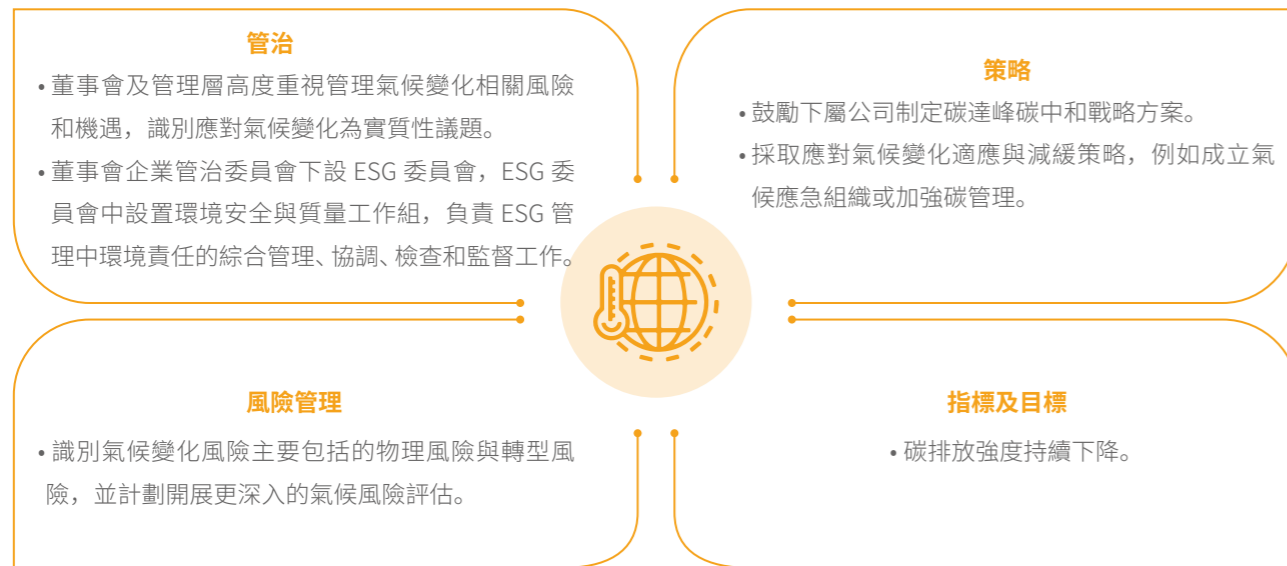 管治
• 董事會及管理層高度重視管理氣候變化相關風險
和機遇，識別應對氣候變化為實質性議題。
• 董事會企業管治委員會下設 ESG 委員會，ESG 委
員會中設置環境安全與質量工作組，負責 ESG 管
理中環境責任的綜合管理、協調、檢查和監督工作。
策略
• 鼓勵下屬公司制定碳達峰碳中和戰略方案。
• 採取應對氣候變化適應與減緩策略，例如成立氣
候應急組織或加強碳管理。
風險管理
• 識別氣候變化風險主要包括的物理風險與轉型風
險，並計劃開展更深入的氣候風險評估。
指標及目標
• 碳排放強度持續下降。